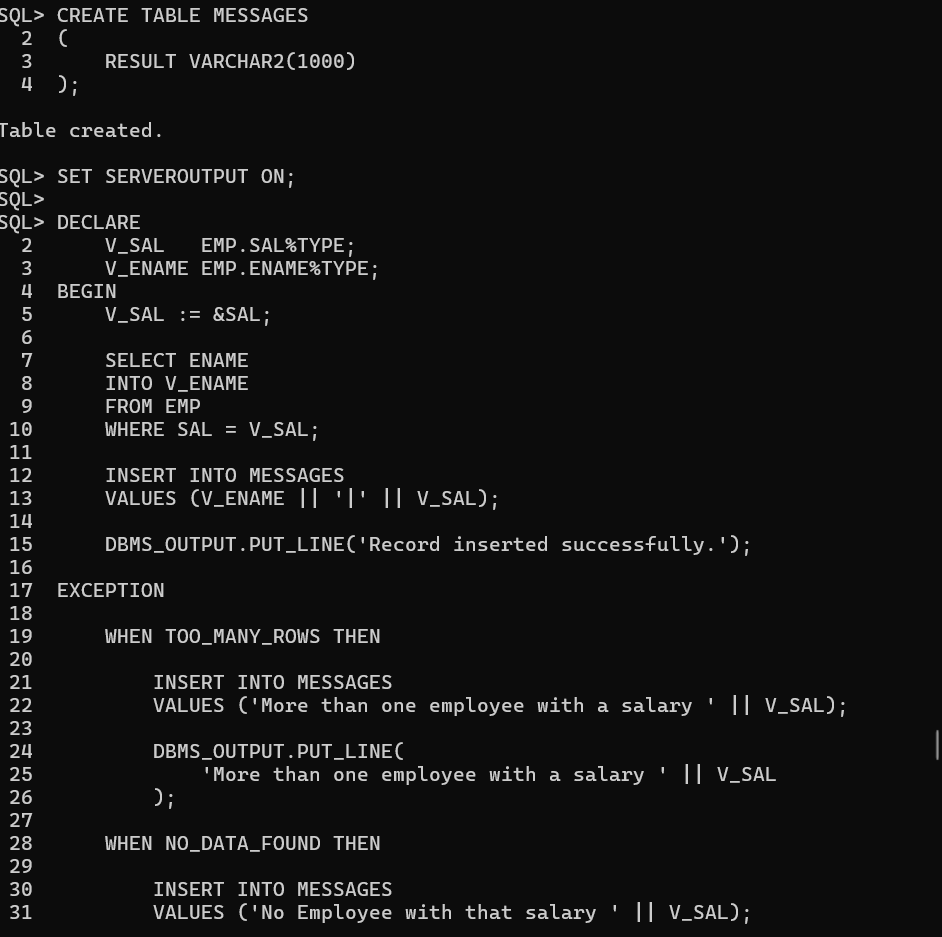 SQL> CREATE TABLE MESSAGES
  2  (
  3      RESULT VARCHAR2(1000)
  4  );
Table created.
SQL> SET SERVEROUTPUT ON;
SQL>
SQL> DECLARE
  2      V_SAL   EMP.SAL%TYPE;
  3      V_ENAME EMP.ENAME%TYPE;
  4  BEGIN
  5      V_SAL := &SAL;
  6
  7      SELECT ENAME
  8      INTO V_ENAME
  9      FROM EMP
 10      WHERE SAL = V_SAL;
 11
 12      INSERT INTO MESSAGES
 13      VALUES (V_ENAME || '|' || V_SAL);
 14
 15      DBMS_OUTPUT.PUT_LINE('Record inserted successfully.');
 16
 17  EXCEPTION
 18
 19      WHEN TOO_MANY_ROWS THEN
 20
 21          INSERT INTO MESSAGES
 22          VALUES ('More than one employee with a salary ' || V_SAL);
 23
 24          DBMS_OUTPUT.PUT_LINE(
 25              'More than one employee with a salary ' || V_SAL
 26          );
 27
 28      WHEN NO_DATA_FOUND THEN
 29
 30          INSERT INTO MESSAGES
 31          VALUES ('No Employee with that salary ' || V_SAL);